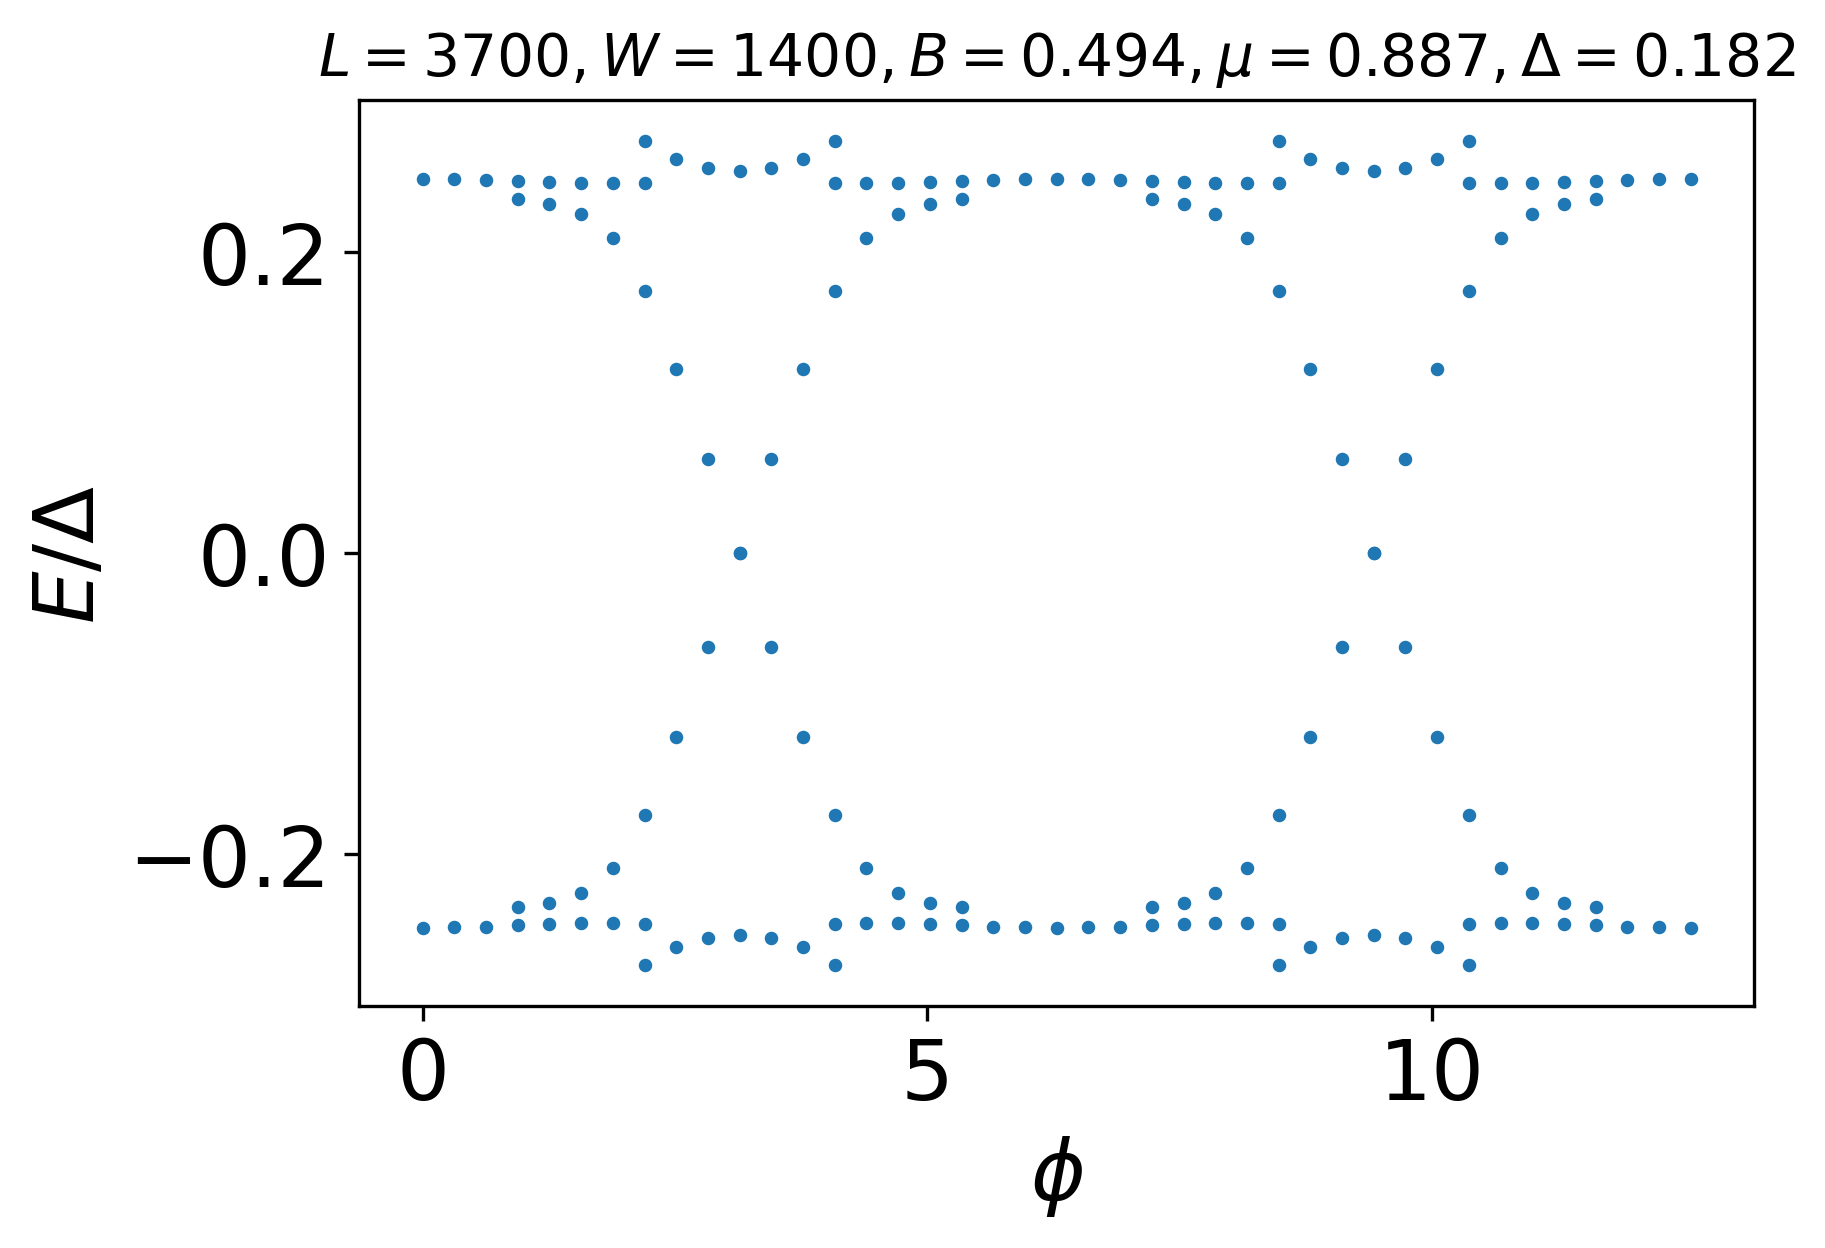 L = 3700, W = 1400, B = 0.494, μ = 0.887, Δ = 0.182
0.2
0.0
−0.2
E/Δ
0 5 10
ϕ